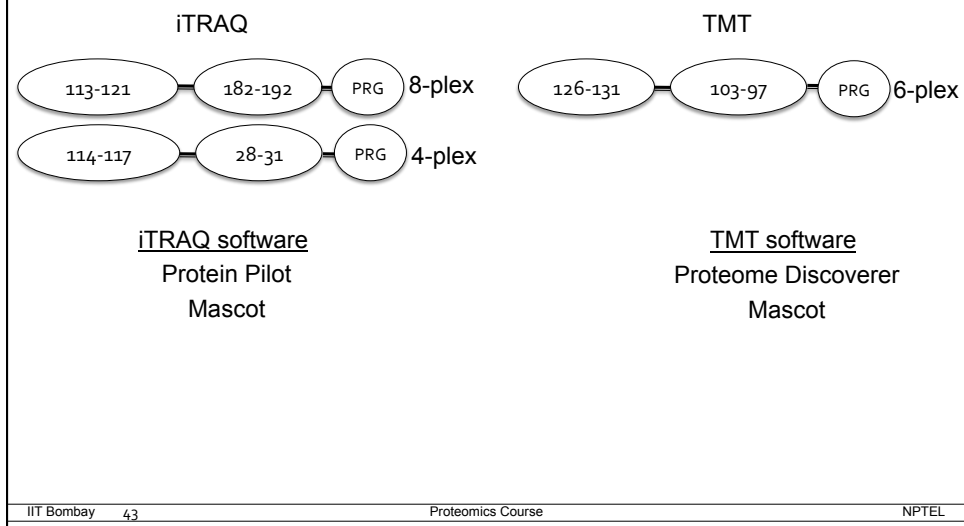 iTRAQ
113-121 182-192 PRG 8-plex
114-117 28-31 PRG 4-plex
iTRAQ software
Protein Pilot
Mascot
TMT
126-131 103-97 PRG 6-plex
TMT software
Proteome Discoverer
Mascot
IIT Bombay 43 Proteomics Course NPTEL